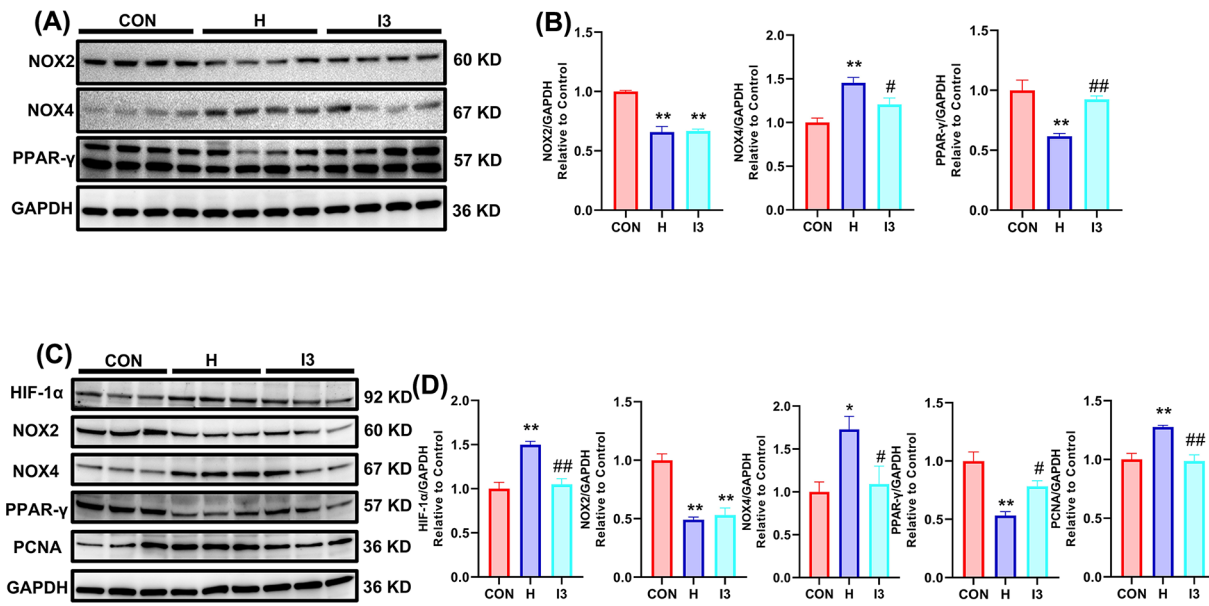 (A)
CON H I3
NOX2 60 KD
NOX4 67 KD
PPAR-γ 57 KD
GAPDH 36 KD
(B)
NOX2/GAPDH
Relative to Control
1.5
1.0
0.5
0.0
** **
CON H I3
NOX4/GAPDH
Relative to Control
2.0
1.5
1.0
0.5
0.0
** #
CON H I3
PPAR-γ/GAPDH
Relative to Control
1.5
1.0
0.5
0.0
** ##
CON H I3
(C)
CON H I3
HIF-1α 92 KD
NOX2 60 KD
NOX4 67 KD
PPAR-γ 57 KD
PCNA 36 KD
GAPDH 36 KD
(D)
HIF-1α/GAPDH
Relative to Control
2.0
1.5
1.0
0.5
0.0
** ##
CON H I3
NOX2/GAPDH
Relative to Control
1.5
1.0
0.5
0.0
** **
CON H I3
NOX4/GAPDH
Relative to Control
2.0
1.5
1.0
0.5
0.0
* #
CON H I3
PPAR-γ/GAPDH
Relative to Control
1.5
1.0
0.5
0.0
** #
CON H I3
PCNA/GAPDH
Relative to Control
1.5
1.0
0.5
0.0
** ##
CON H I3